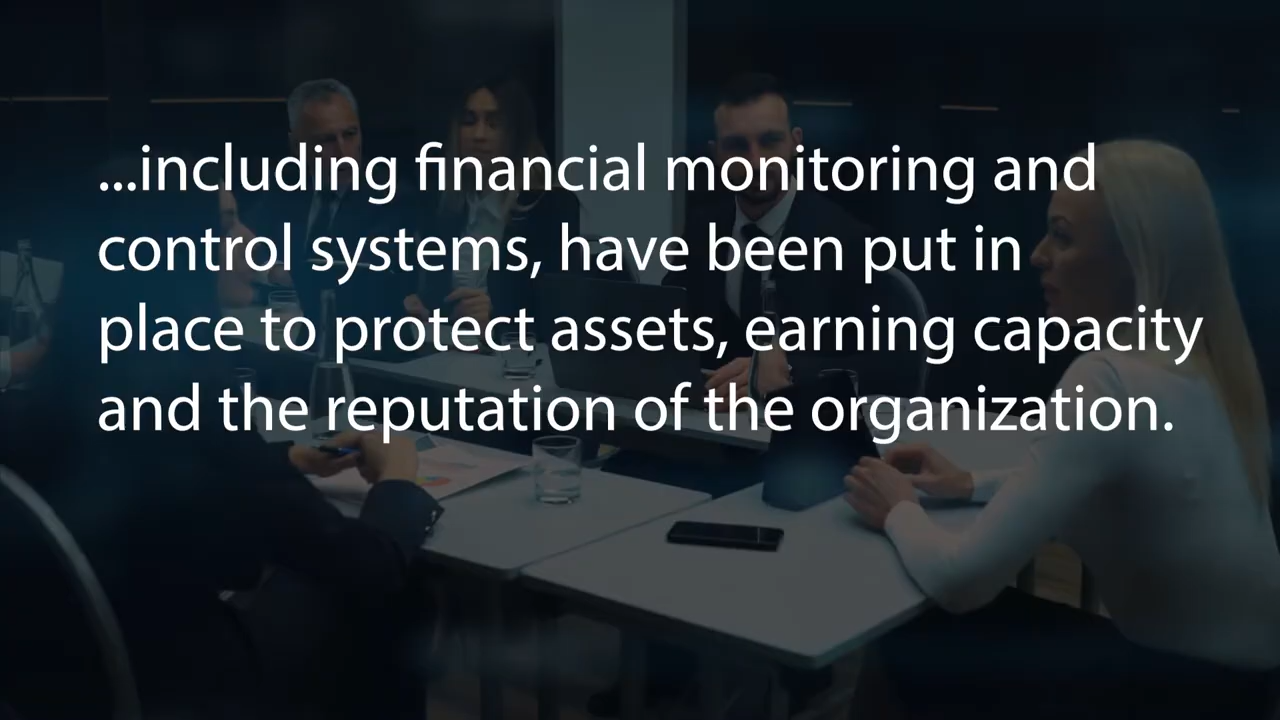 ...including financial monitoring and
control systems, have been put in
place to protect assets, earning capacity
and the reputation of the organization.